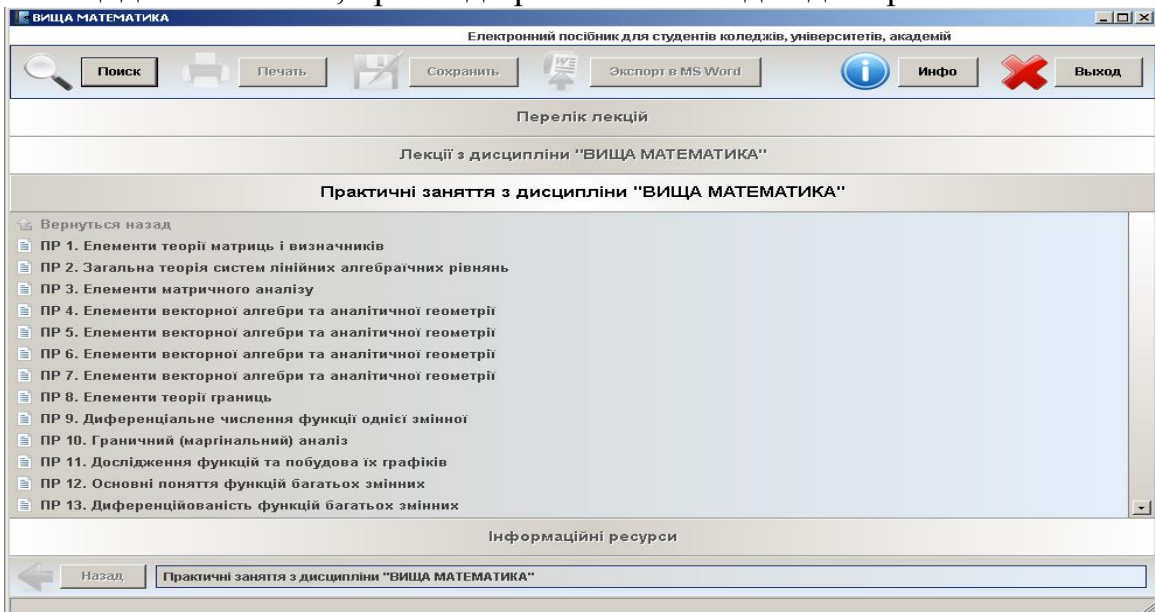 ВИЩА МАТЕМАТИКА
Електронний посібник для студентів коледжів, університетів, академій
Поиск Печать Сохранить Экспорт в MS Word Инфо Выход
Перелік лекцій
Лекції з дисципліни "ВИЩА МАТЕМАТИКА"
Практичні заняття з дисципліни "ВИЩА МАТЕМАТИКА"
Вернуться назад
ПР 1. Елементи теорії матриць і визначників
ПР 2. Загальна теорія систем лінійних алгебраїчних рівнянь
ПР 3. Елементи матричного аналізу
ПР 4. Елементи векторної алгебри та аналітичної геометрії
ПР 5. Елементи векторної алгебри та аналітичної геометрії
ПР 6. Елементи векторної алгебри та аналітичної геометрії
ПР 7. Елементи векторної алгебри та аналітичної геометрії
ПР 8. Елементи теорії границь
ПР 9. Диференціальне числення функції однієї змінної
ПР 10. Граничний (маргінальний) аналіз
ПР 11. Дослідження функцій та побудова їх графіків
ПР 12. Основні поняття функцій багатьох змінних
ПР 13. Диференційованість функцій багатьох змінних
Інформаційні ресурси
Назад Практичні заняття з дисципліни "ВИЩА МАТЕМАТИКА"